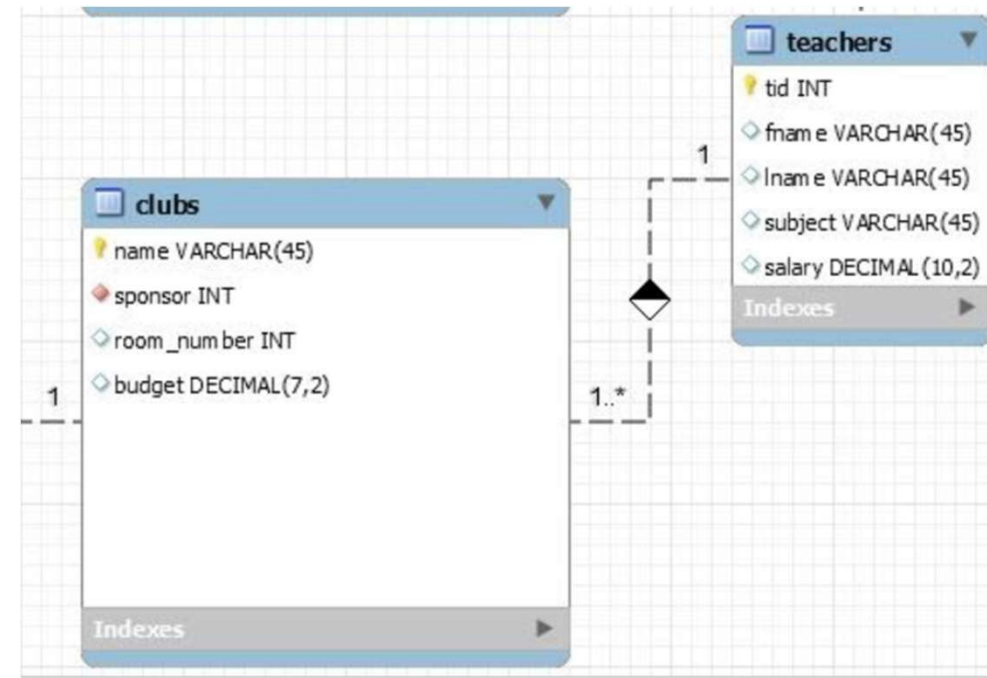 teachers
tid INT
fname VARCHAR(45)
lname VARCHAR(45)
subject VARCHAR(45)
salary DECIMAL(10,2)
Indexes
1
clubs
name VARCHAR(45)
sponsor INT
room_number INT
budget DECIMAL(7,2)
Indexes
1
1..*